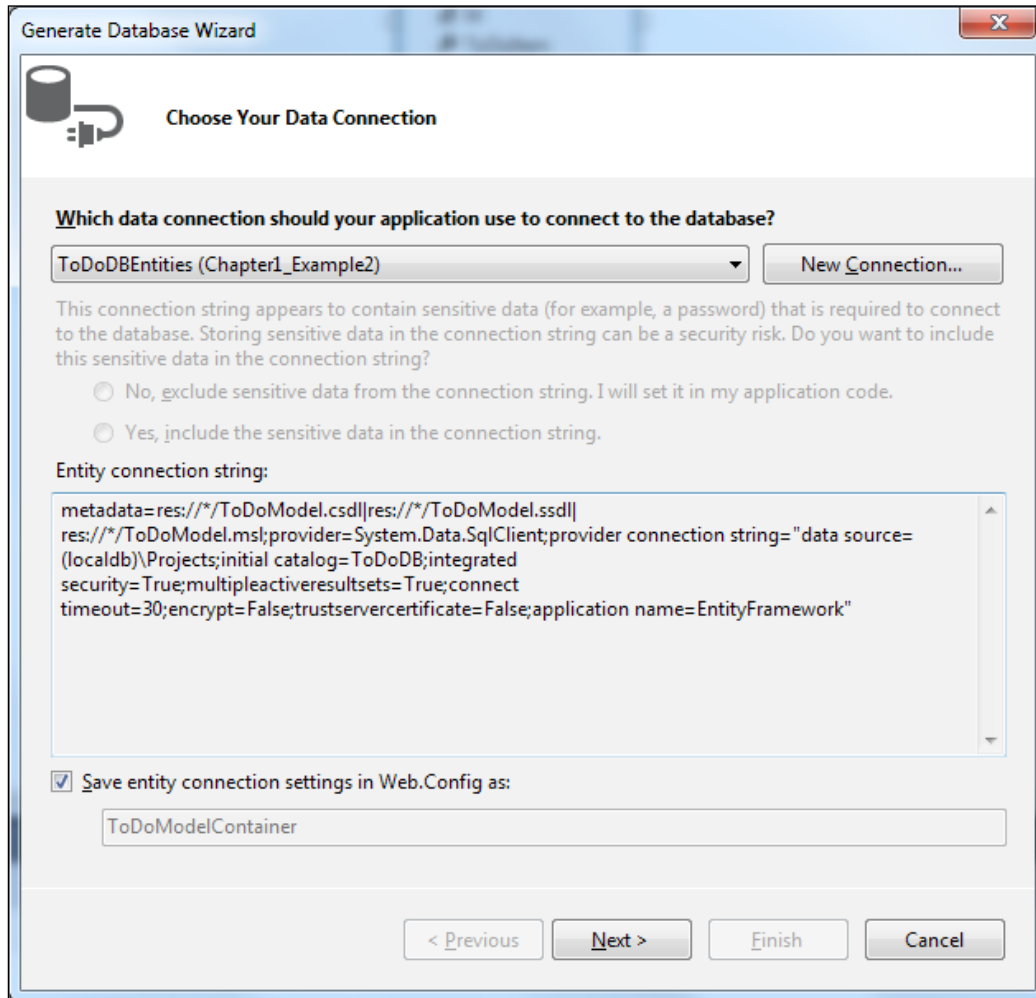 Generate Database Wizard
Choose Your Data Connection
Which data connection should your application use to connect to the database?
ToDoDBEntities (Chapter1_Example2)
New Connection...
This connection string appears to contain sensitive data (for example, a password) that is required to connect
to the database. Storing sensitive data in the connection string can be a security risk. Do you want to include
this sensitive data in the connection string?
No, exclude sensitive data from the connection string. I will set it in my application code.
Yes, include the sensitive data in the connection string.
Entity connection string:
metadata=res://*/ToDoModel.csdl|res://*/ToDoModel.ssdl|
res://*/ToDoModel.msl;provider=System.Data.SqlClient;provider connection string="data source=
(localdb)\Projects;initial catalog=ToDoDB;integrated
security=True;multipleactiveresultsets=True;connect
timeout=30;encrypt=False;trustservercertificate=False;application name=EntityFramework"
Save entity connection settings in Web.Config as:
ToDoModelContainer
< Previous
Next >
Finish
Cancel